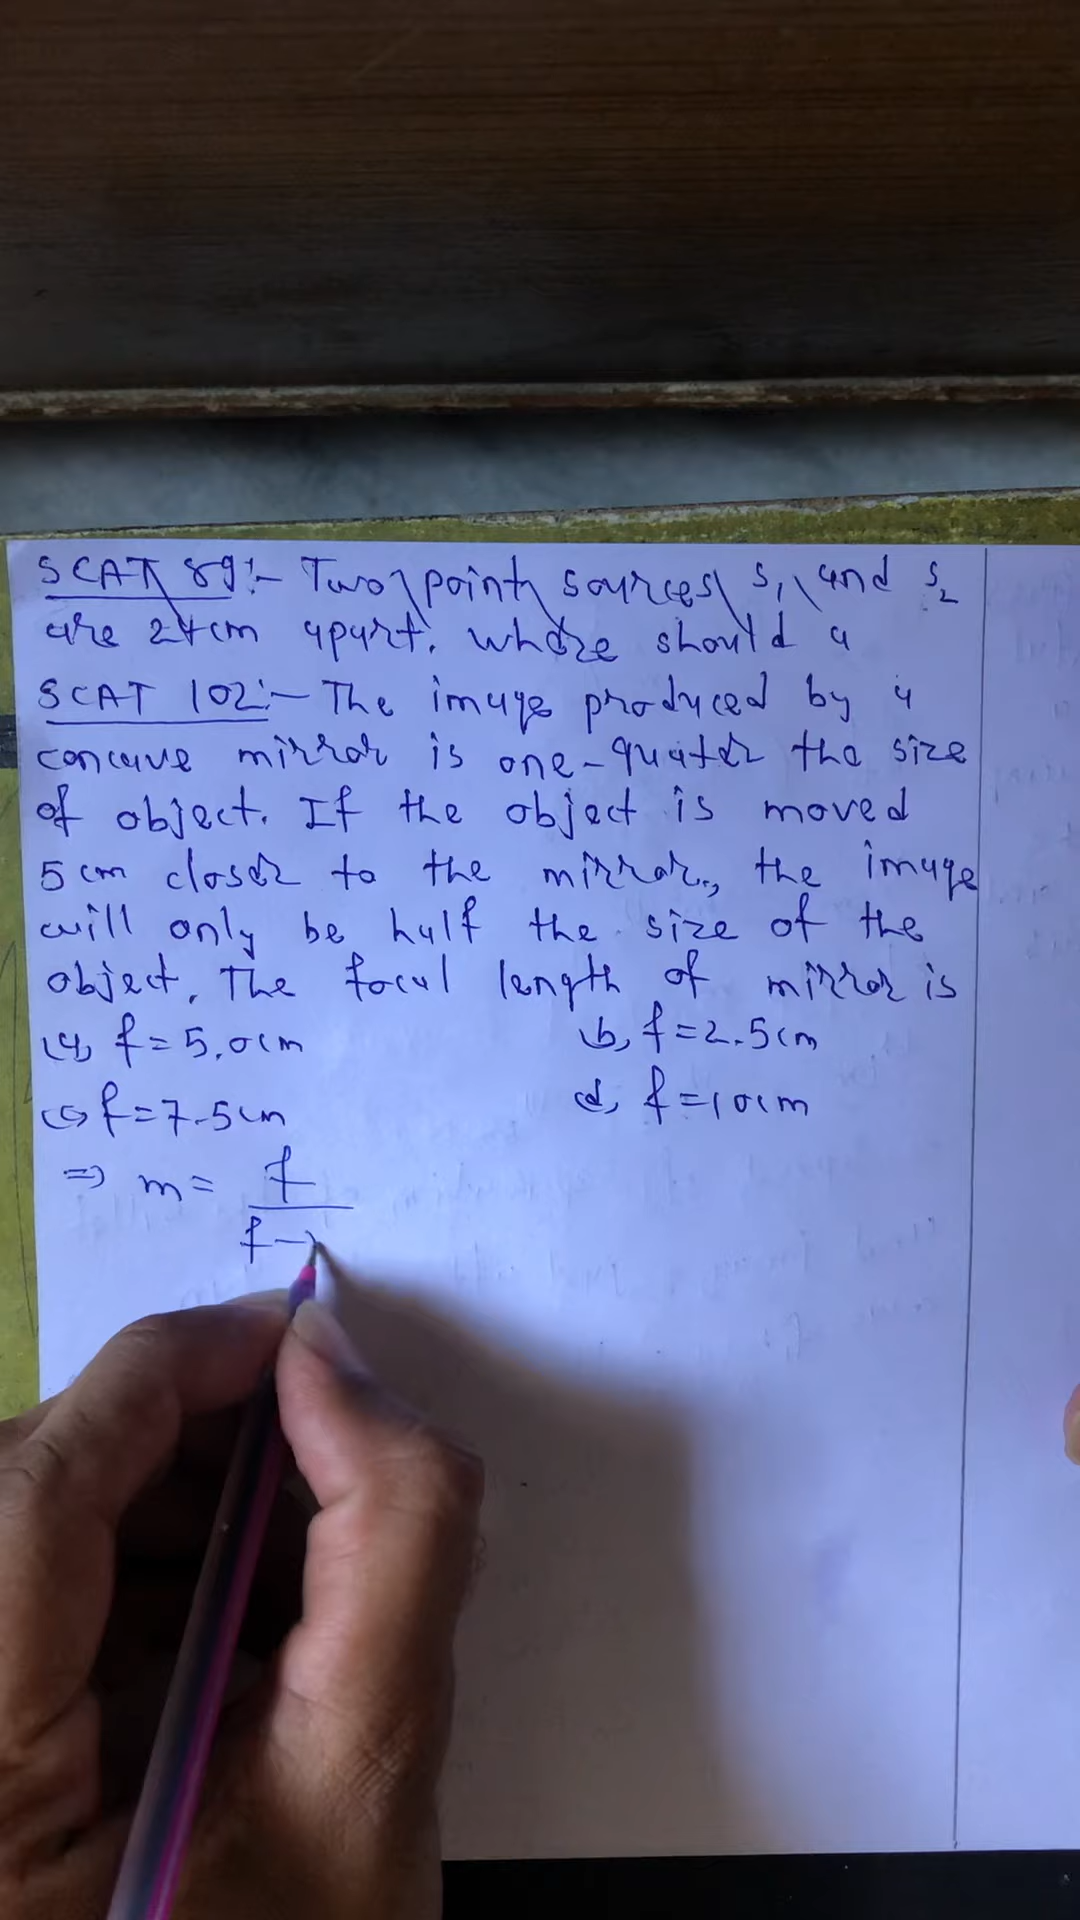 SCAT 89:- Two point sources S₁ and S₂
are 24cm apart. where should a
SCAT 102:- The image produced by a
concave mirror is one-quater the size
of object. If the object is moved
5cm closer to the mirror, the image
will only be half the size of the
object. The focal length of mirror is
(a) f=5.0cm (b) f=2.5cm
(c) f=7.5cm (d) f=10cm
⇒ m= f
f-